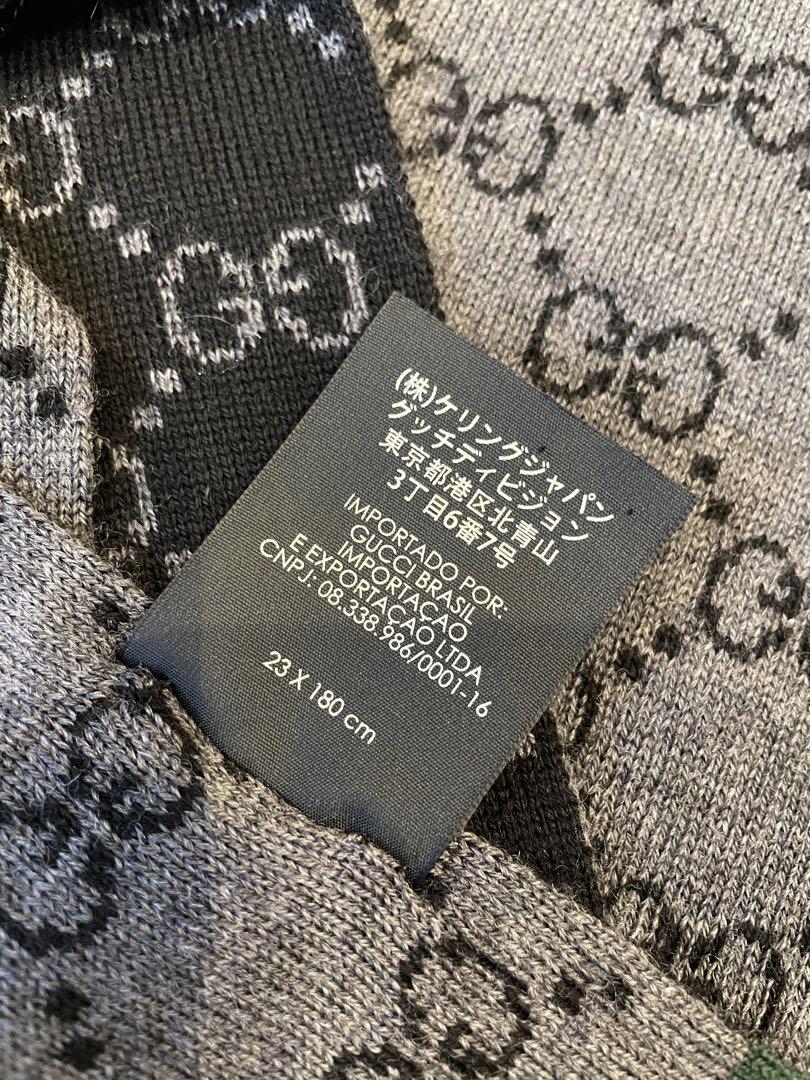 (株)ケリングジャパン
グッチディビジョン
東京都港区北青山
3丁目6番7号
IMPORTADO POR:
GUCCI BRASIL
IMPORTAÇAO
E EXPORTAÇAO LTDA
CNPJ: 08.338.986/0001-16
23 X 180 cm